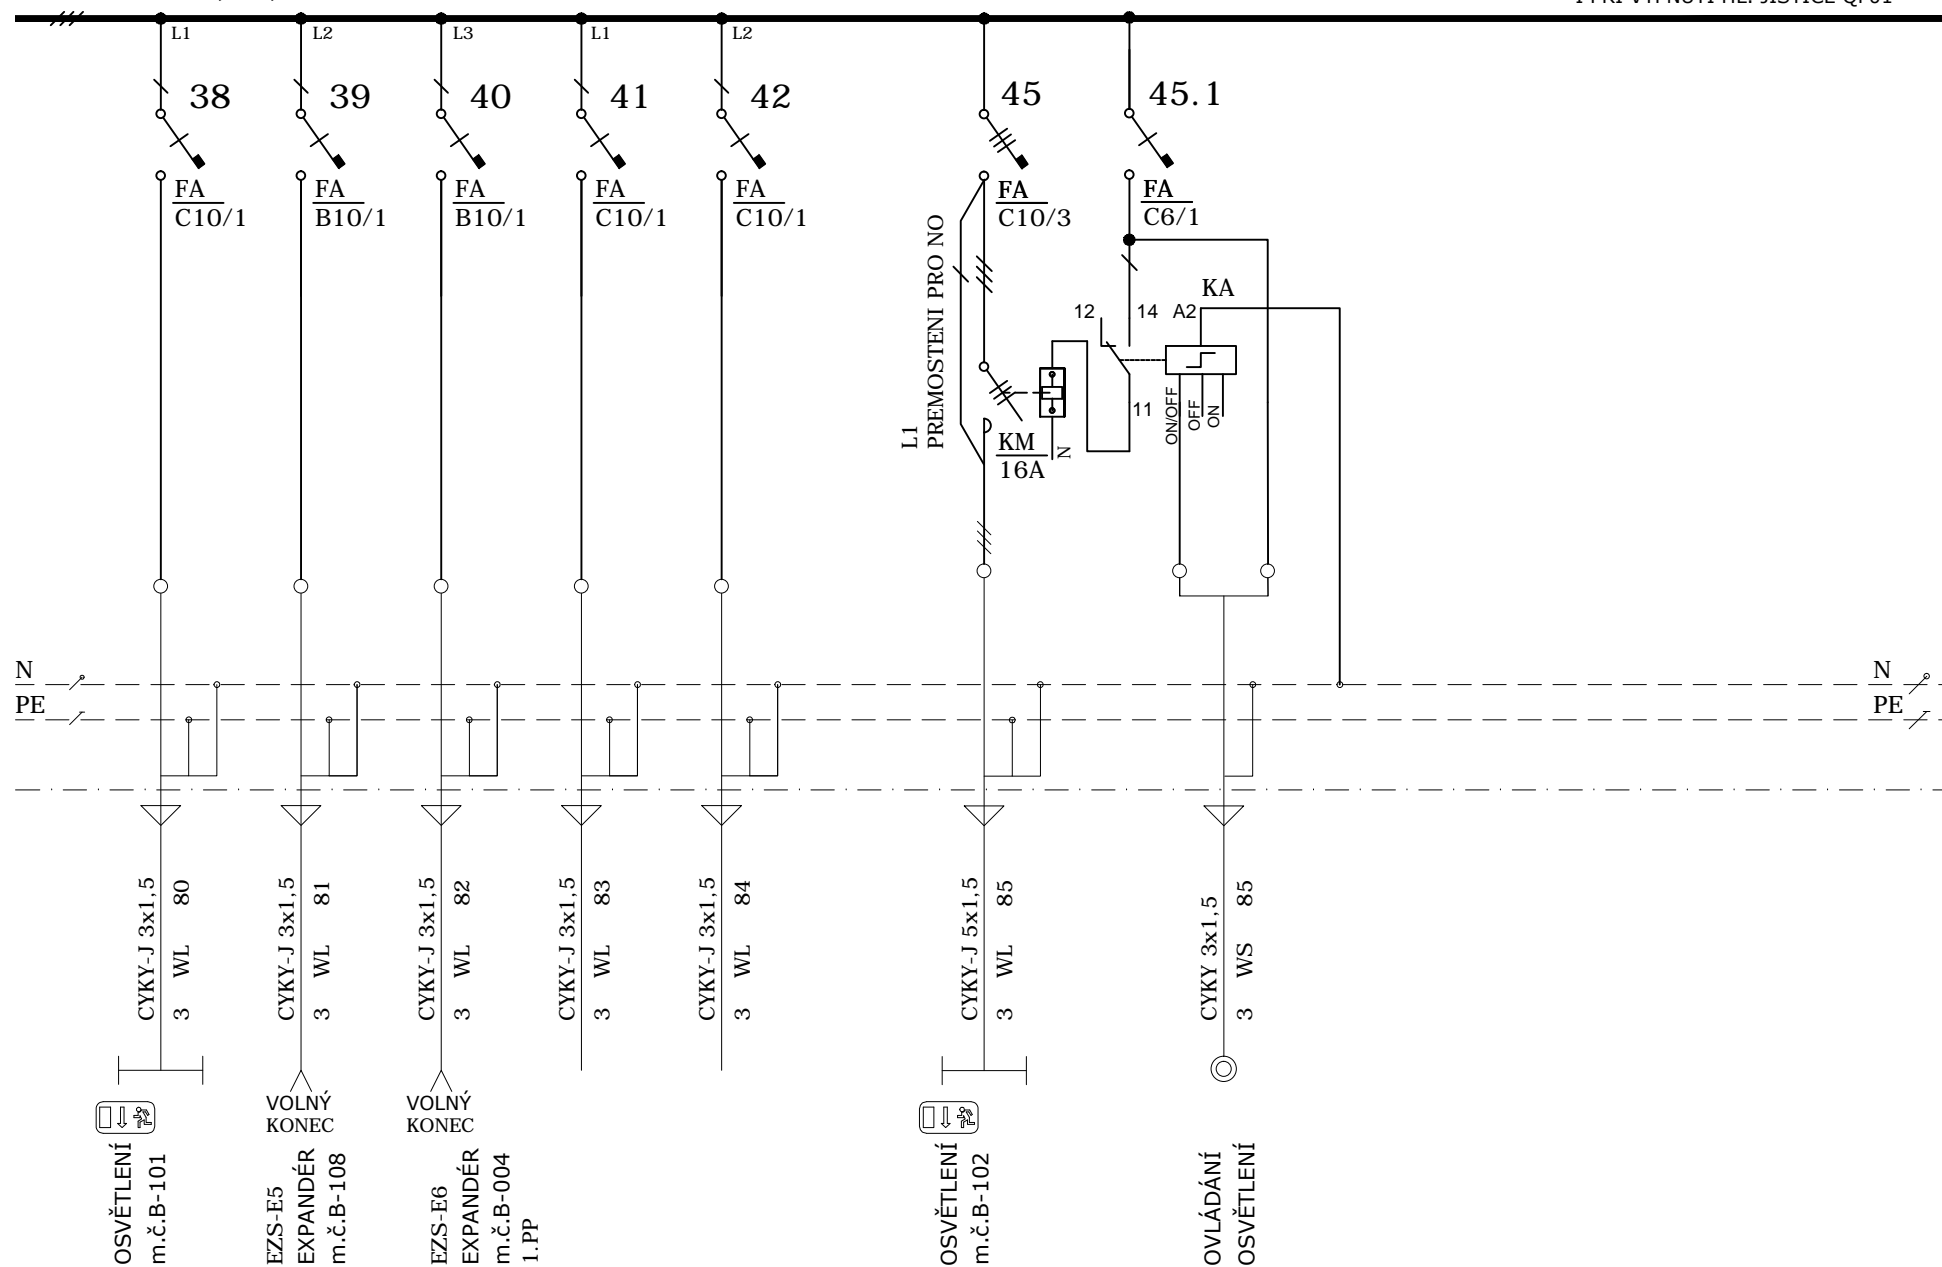 L1
L2
L3
L1
L2
38
39
40
41
42
45
45.1
FA
C10/1
FA
B10/1
FA
B10/1
FA
C10/1
FA
C10/1
FA
C10/3
FA
C6/1
L1
PREMOSTENI PRO NO
KM
16A
N
12
14
A2
KA
11
ON/OFF
OFF
ON
N
PE
N
PE
CYKY-J 3x1,5
3 WL 80
CYKY-J 3x1,5
3 WL 81
CYKY-J 3x1,5
3 WL 82
CYKY-J 3x1,5
3 WL 83
CYKY-J 3x1,5
3 WL 84
CYKY-J 5x1,5
3 WL 85
CYKY 3x1,5
3 WS 85
OSVĚTLENÍ
m.č.B-101
VOLNÝ
KONEC
EZS-E5
EXPANDÉR
m.č.B-108
VOLNÝ
KONEC
EZS-E6
EXPANDÉR
m.č.B-004
1.PP
OSVĚTLENÍ
m.č.B-102
OVLÁDÁNÍ
OSVĚTLENÍ